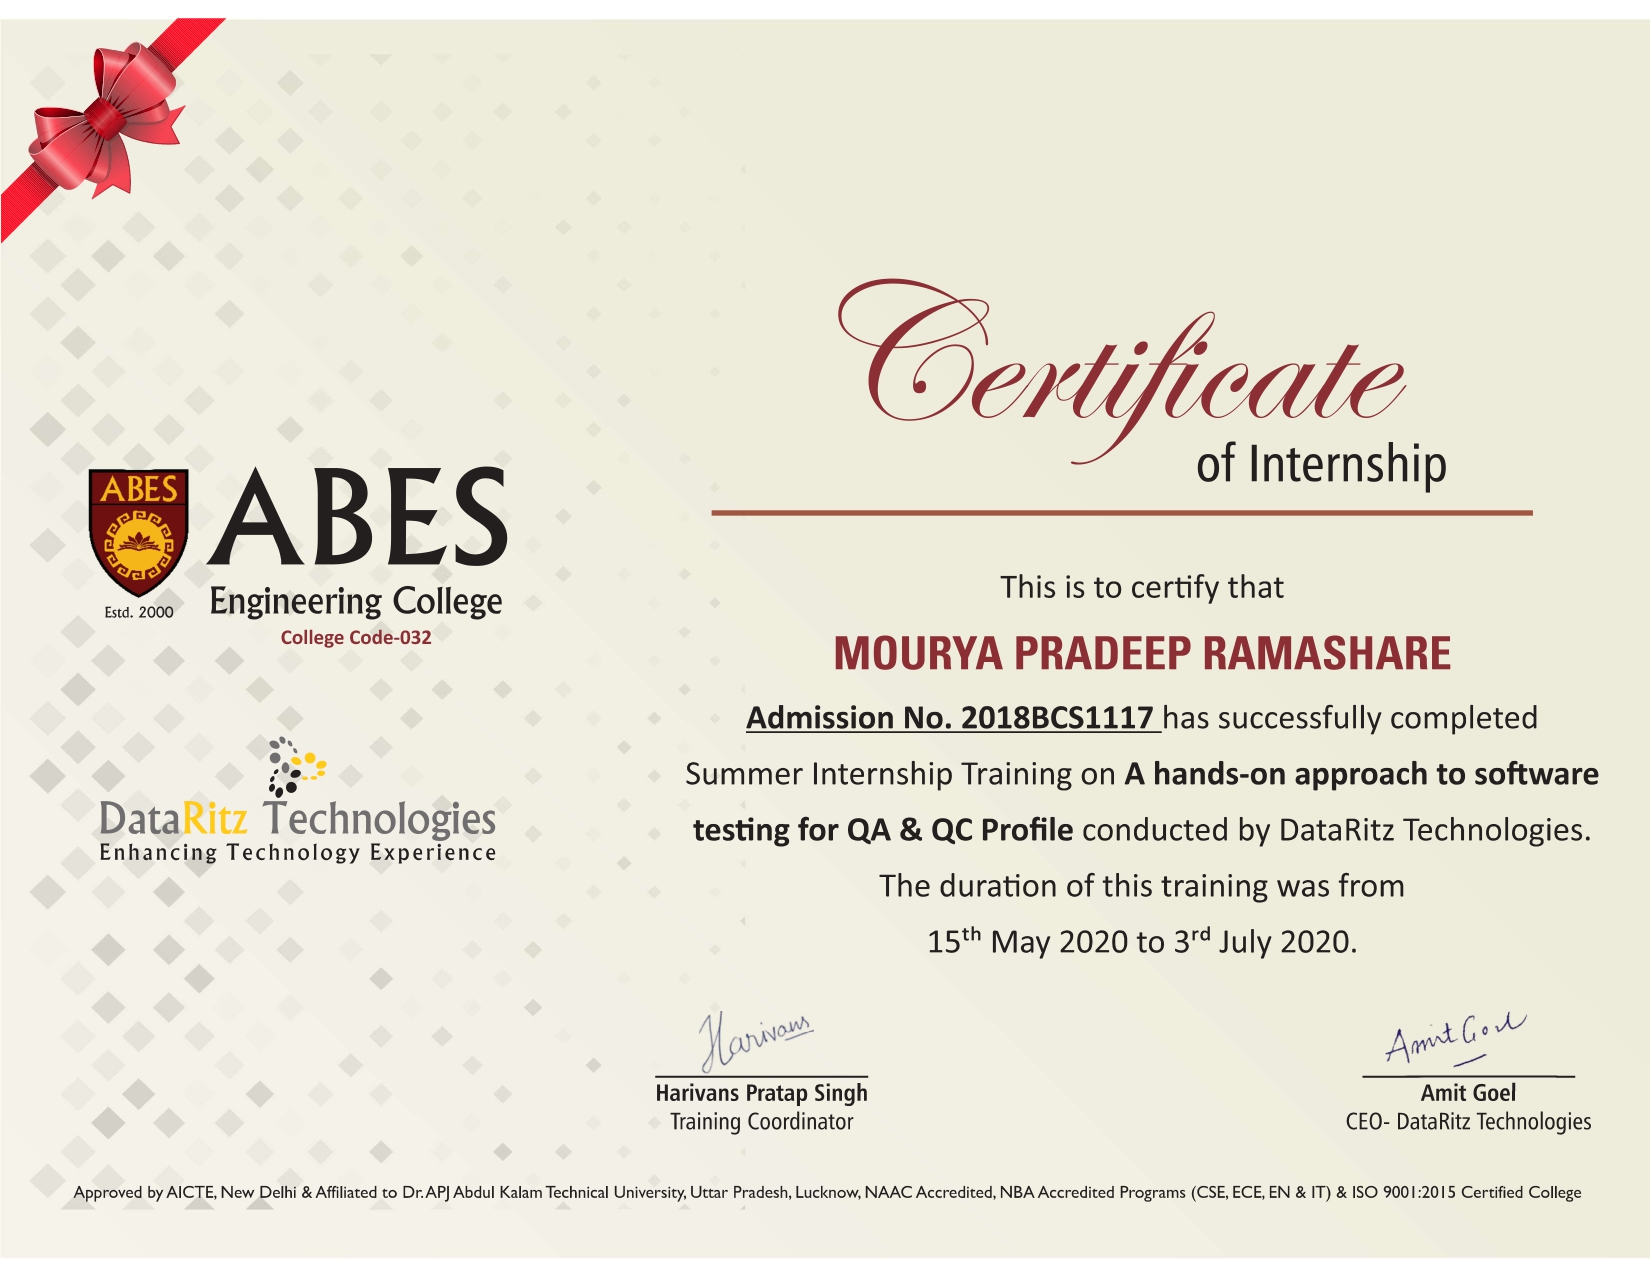 ABES
Estd. 2000
ABES
Engineering College
College Code-032
DataRitz Technologies
Enhancing Technology Experience
Certificate
of Internship
This is to certify that
MOURYA PRADEEP RAMASHARE
Admission No. 2018BCS1117 has successfully completed
Summer Internship Training on A hands-on approach to software
testing for QA & QC Profile conducted by DataRitz Technologies.
The duration of this training was from
15th May 2020 to 3rd July 2020.
Harivans
Harivans Pratap Singh
Training Coordinator
Amit Goel
Amit Goel
CEO- DataRitz Technologies
Approved by AICTE, New Delhi & Affiliated to Dr. APJ Abdul Kalam Technical University, Uttar Pradesh, Lucknow, NAAC Accredited, NBA Accredited Programs (CSE, ECE, EN & IT) & ISO 9001:2015 Certified College